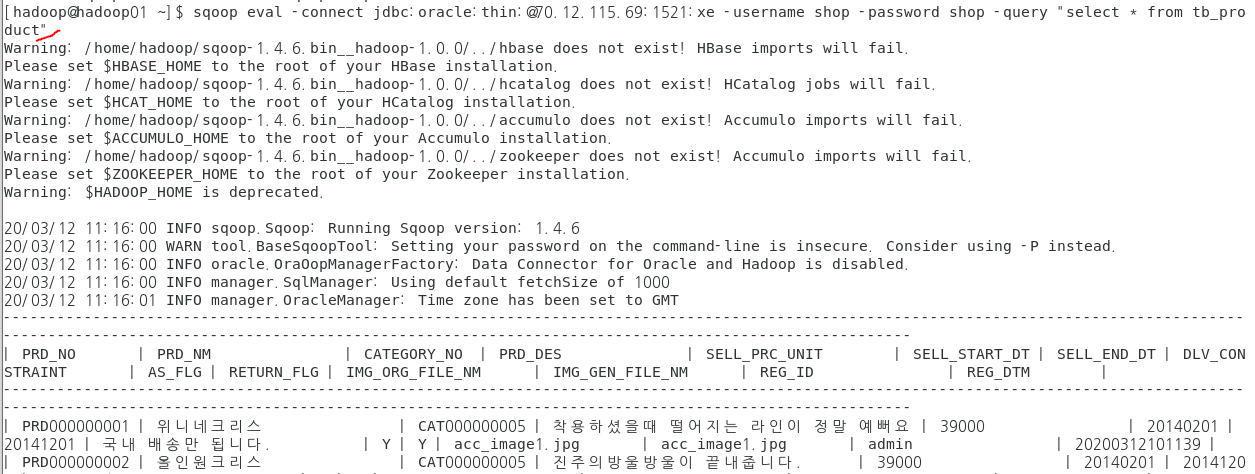 [hadoop@hadoop01 ~]$ sqoop eval -connect jdbc:oracle:thin:@70.12.115.69:1521:xe -username shop -password shop -query "select * from tb_pro
duct"
Warning: /home/hadoop/sqoop-1.4.6.bin__hadoop-1.0.0/../hbase does not exist! HBase imports will fail.
Please set $HBASE_HOME to the root of your HBase installation.
Warning: /home/hadoop/sqoop-1.4.6.bin__hadoop-1.0.0/../hcatalog does not exist! HCatalog jobs will fail.
Please set $HCAT_HOME to the root of your HCatalog installation.
Warning: /home/hadoop/sqoop-1.4.6.bin__hadoop-1.0.0/../accumulo does not exist! Accumulo imports will fail.
Please set $ACCUMULO_HOME to the root of your Accumulo installation.
Warning: /home/hadoop/sqoop-1.4.6.bin__hadoop-1.0.0/../zookeeper does not exist! Accumulo imports will fail.
Please set $ZOOKEEPER_HOME to the root of your Zookeeper installation.
Warning: $HADOOP_HOME is deprecated.
20/03/12 11:16:00 INFO sqoop.Sqoop: Running Sqoop version: 1.4.6
20/03/12 11:16:00 WARN tool.BaseSqoopTool: Setting your password on the command-line is insecure. Consider using -P instead.
20/03/12 11:16:00 INFO oracle.OraOopManagerFactory: Data Connector for Oracle and Hadoop is disabled.
20/03/12 11:16:00 INFO manager.SqlManager: Using default fetchSize of 1000
20/03/12 11:16:01 INFO manager.OracleManager: Time zone has been set to GMT
| PRD_NO | PRD_NM | CATEGORY_NO | PRD_DES | SELL_PRC_UNIT | SELL_START_DT | SELL_END_DT | DLV_CON
STRAINT | AS_FLG | RETURN_FLG | IMG_ORG_FILE_NM | IMG_GEN_FILE_NM | REG_ID | REG_DTM |
| PRD000000001 | 위니네크리스 | CAT000000005 | 착용하셨을때 떨어지는 라인이 정말 예뻐요 | 39000 | 20140201 |
20141201 | 국내 배송만 됩니다. | Y | Y | acc_image1.jpg | acc_image1.jpg | admin | 20200312101139 |
| PRD000000002 | 올인원크리스 | CAT000000005 | 진주의방울방울이 끝내줍니다. | 39000 | 20140201 | 2014120